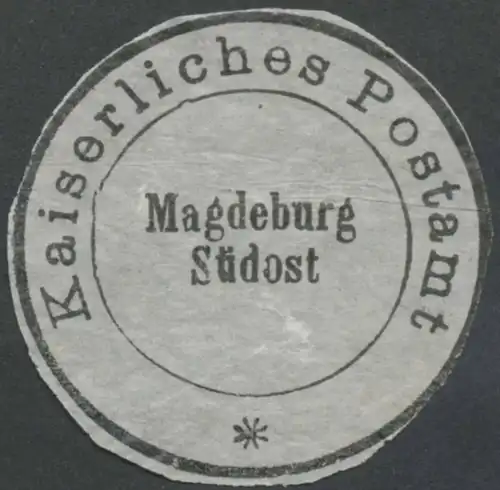 Kaiserliches Postamt
Magdeburg
Südost
*